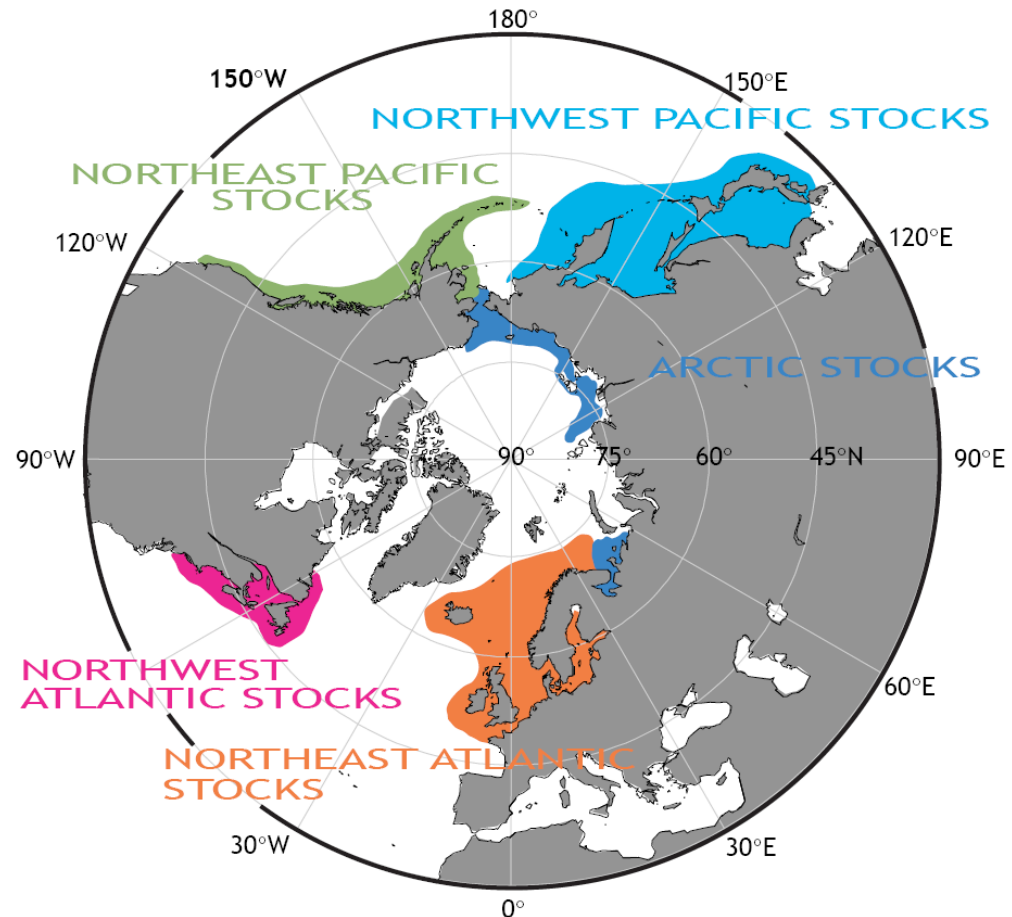 180°
150°W
150°E
NORTHWEST PACIFIC STOCKS
NORTHEAST PACIFIC
STOCKS
120°W
120°E
ARCTIC STOCKS
90°W
90°
75°
60°
45°N
90°E
NORTHWEST
ATLANTIC STOCKS
60°E
NORTHEAST ATLANTIC
STOCKS
30°W
30°E
0°